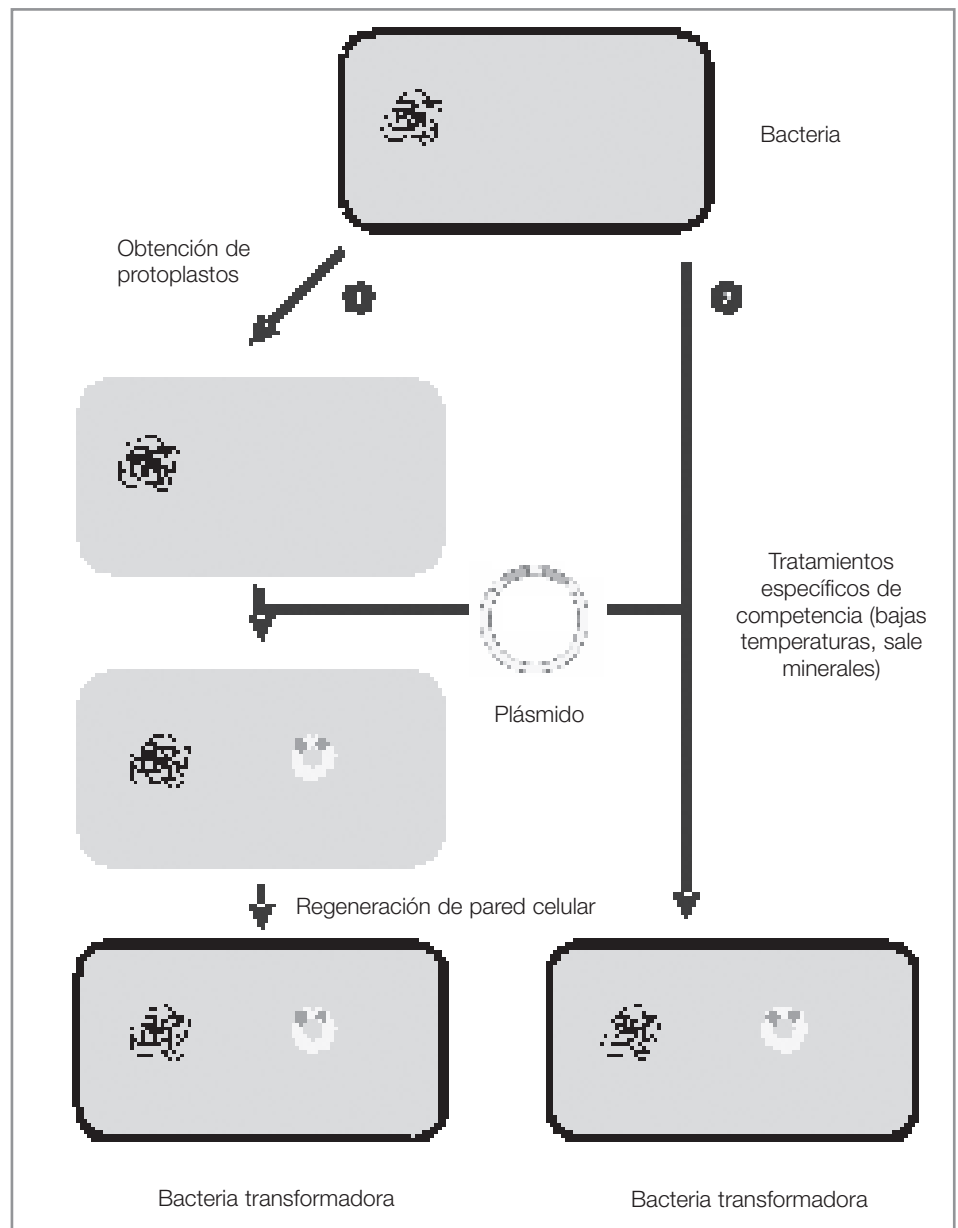 Bacteria
Obtención de
protoplastos
1
Tratamientos
específicos de
competencia (bajas
temperaturas, sale
minerales)
Plásmido
Regeneración de pared celular
Bacteria transformadora
Bacteria transformadora